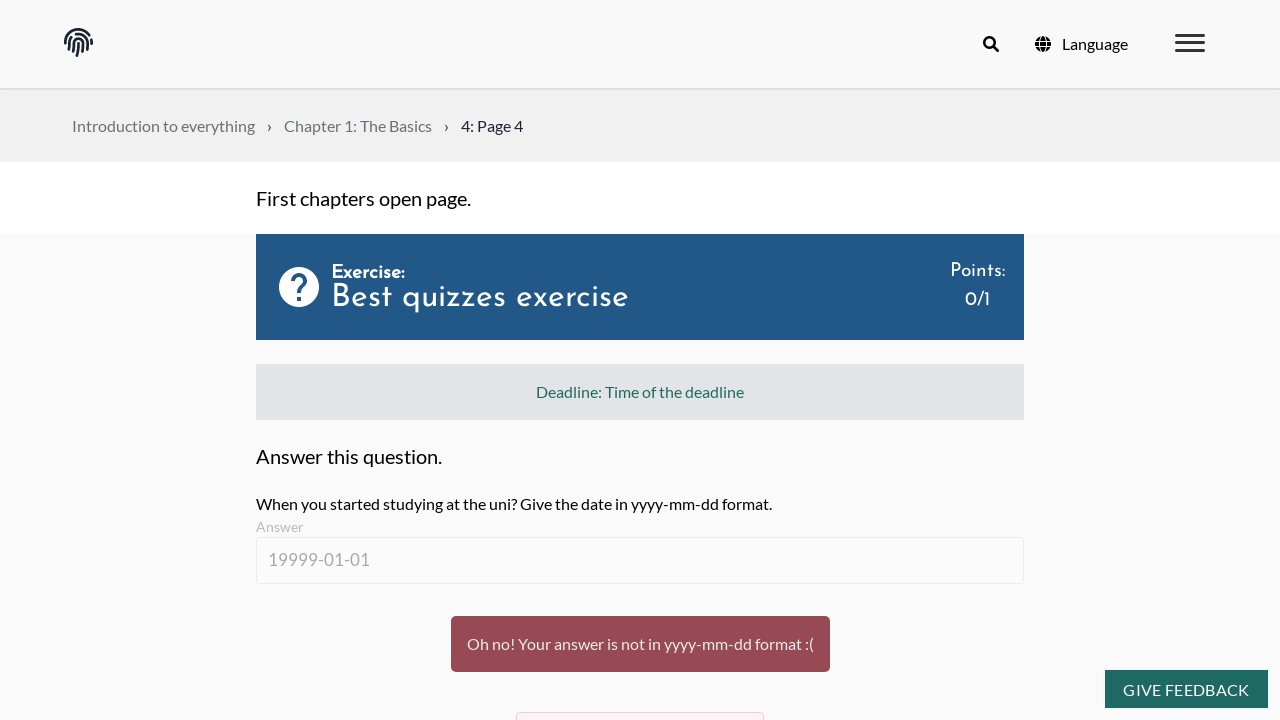 Language
Introduction to everything › Chapter 1: The Basics › 4: Page 4
First chapters open page.
Exercise:
Best quizzes exercise
Points:
0/1
Deadline: Time of the deadline
Answer this question.
When you started studying at the uni? Give the date in yyyy-mm-dd format.
Answer
19999-01-01
Oh no! Your answer is not in yyyy-mm-dd format :(
GIVE FEEDBACK